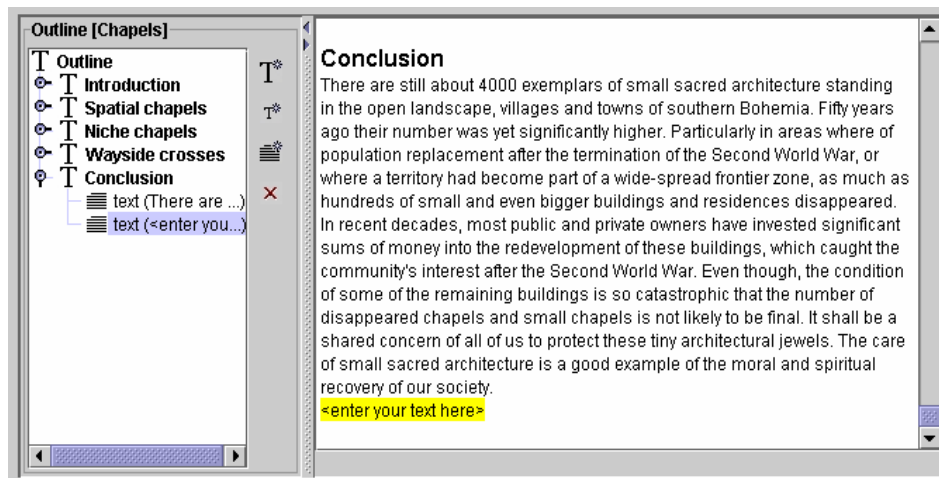 Outline [Chapels]
Outline
Introduction
Spatial chapels
Niche chapels
Wayside crosses
Conclusion
text (There are ...)
text (<enter you...)
Conclusion
There are still about 4000 exemplars of small sacred architecture standing
in the open landscape, villages and towns of southern Bohemia. Fifty years
ago their number was yet significantly higher. Particularly in areas where of
population replacement after the termination of the Second World War, or
where a territory had become part of a wide-spread frontier zone, as much as
hundreds of small and even bigger buildings and residences disappeared.
In recent decades, most public and private owners have invested significant
sums of money into the redevelopment of these buildings, which caught the
community's interest after the Second World War. Even though, the condition
of some of the remaining buildings is so catastrophic that the number of
disappeared chapels and small chapels is not likely to be final. It shall be a
shared concern of all of us to protect these tiny architectural jewels. The care
of small sacred architecture is a good example of the moral and spiritual
recovery of our society.
<enter your text here>